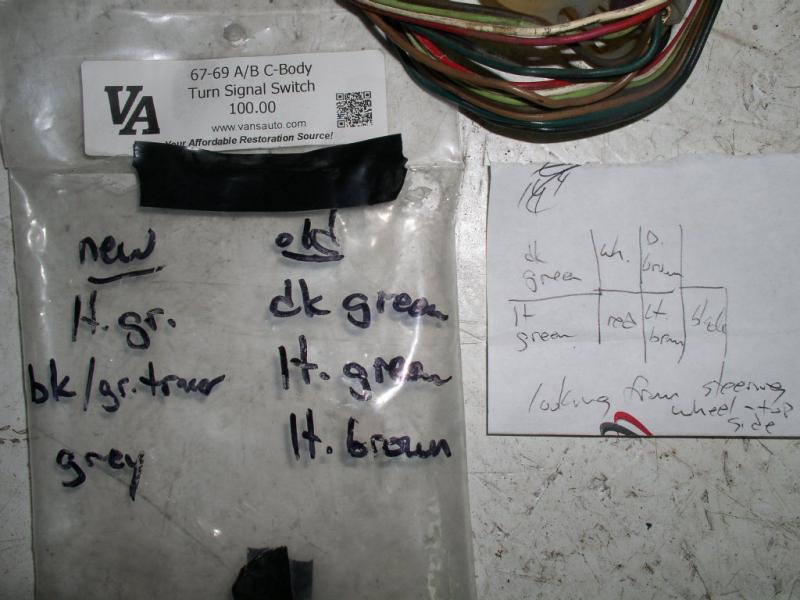 VA
67-69 A/B C-Body
Turn Signal Switch
100.00
www.vansauto.com
Your Affordable Restoration Source!
new old
lt. gr. dk green
bk/gr. tracer lt. green
grey lt. brown
dk green wh. D. brown
lt green red Lt. brown black
looking from steering
wheel - top
side